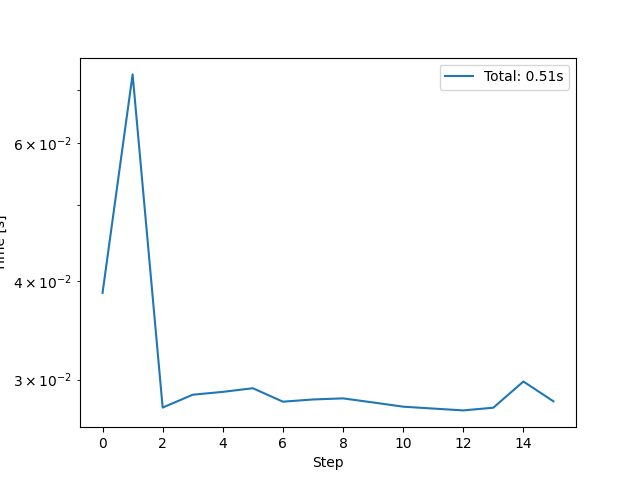 Total: 0.51s
6 × 10⁻²
4 × 10⁻²
3 × 10⁻²
Time [s]
0 2 4 6 8 10 12 14
Step